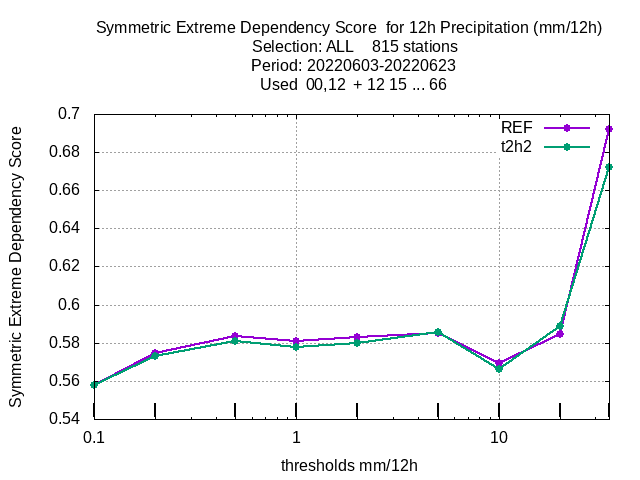 Symmetric Extreme Dependency Score  for 12h Precipitation (mm/12h)
Selection: ALL    815 stations
Period: 20220603-20220623
Used  00,12  + 12 15 ... 66
0.7
0.68
0.66
0.64
0.62
0.6
0.58
0.56
0.54
Symmetric Extreme Dependency Score
REF
t2h2
0.1 1 10
thresholds mm/12h